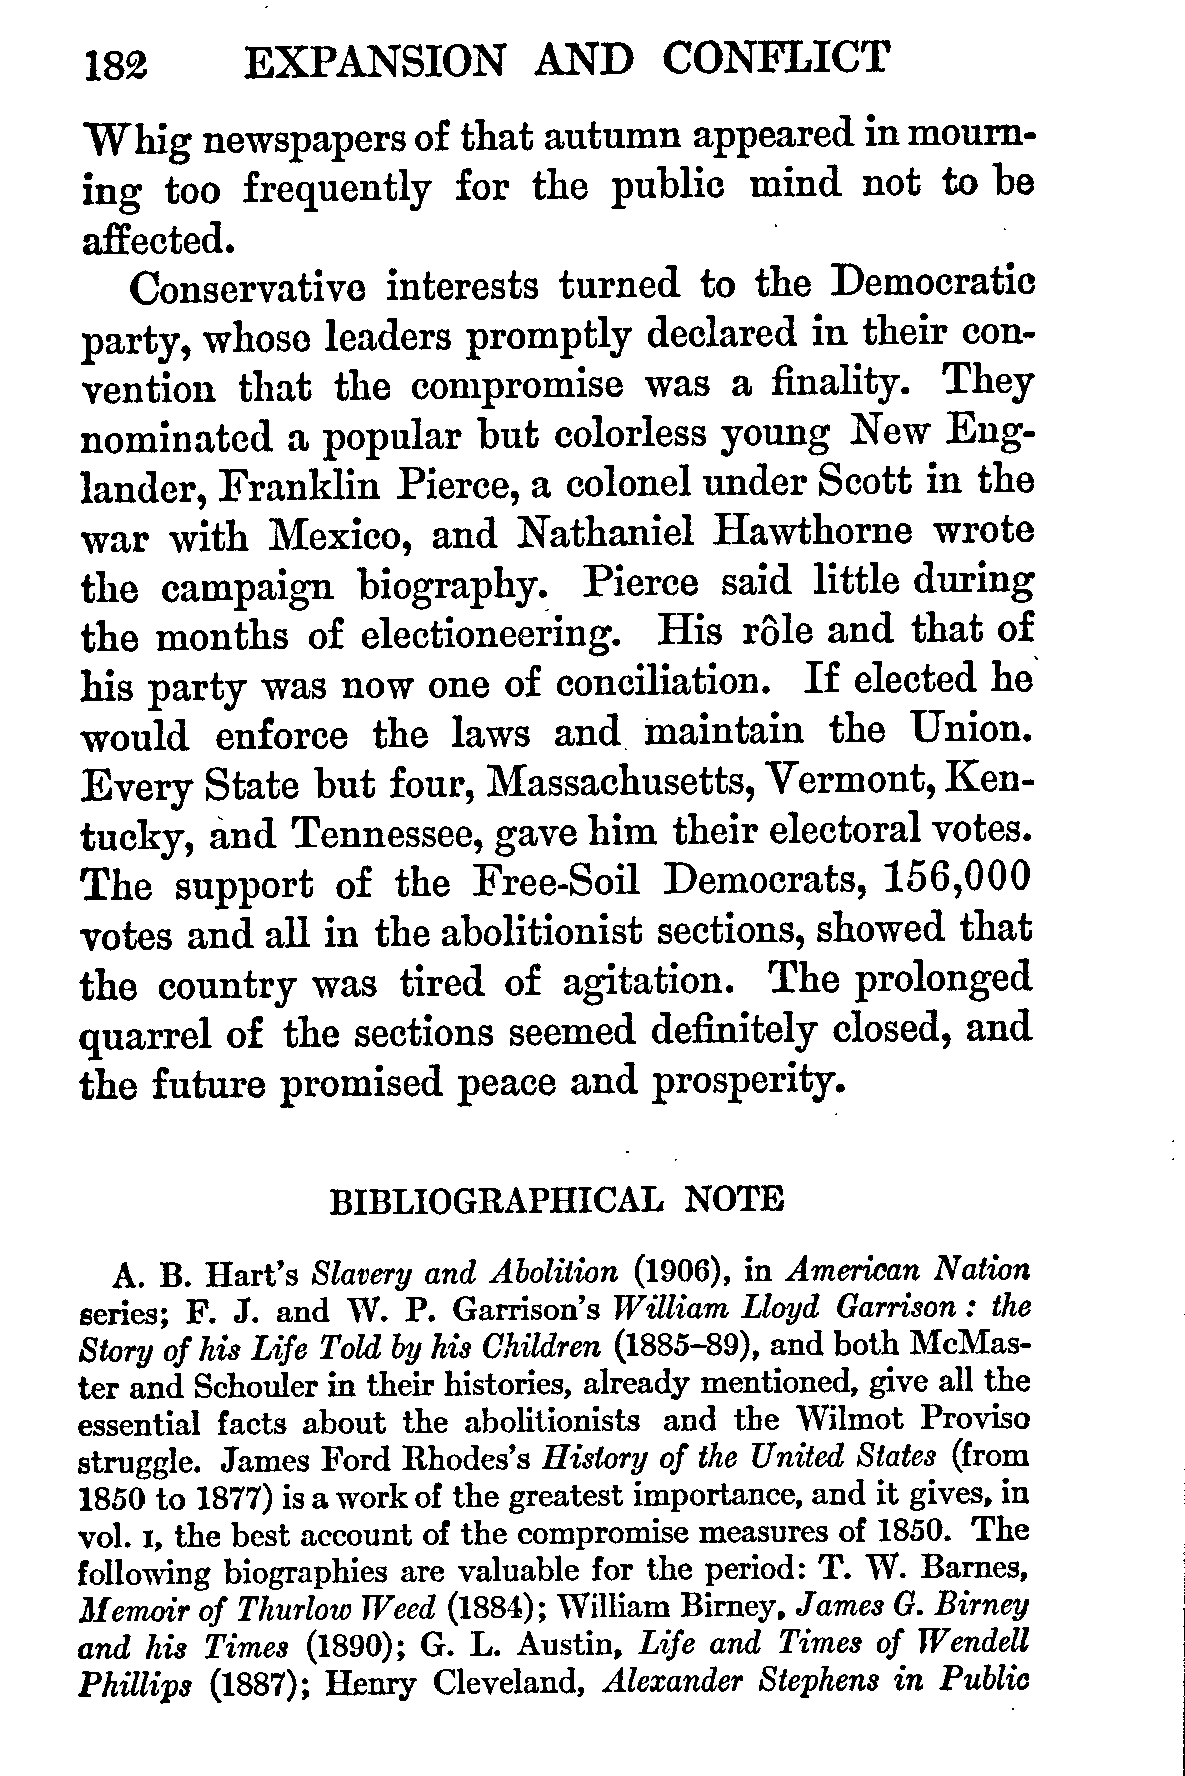 182 EXPANSION AND CONFLICT
Whig newspapers of that autumn appeared in mourn-
ing too frequently for the public mind not to be
affected.
Conservative interests turned to the Democratic
party, whose leaders promptly declared in their con-
vention that the compromise was a finality. They
nominated a popular but colorless young New Eng-
lander, Franklin Pierce, a colonel under Scott in the
war with Mexico, and Nathaniel Hawthorne wrote
the campaign biography. Pierce said little during
the months of electioneering. His rôle and that of
his party was now one of conciliation. If elected he
would enforce the laws and maintain the Union.
Every State but four, Massachusetts, Vermont, Ken-
tucky, and Tennessee, gave him their electoral votes.
The support of the Free-Soil Democrats, 156,000
votes and all in the abolitionist sections, showed that
the country was tired of agitation. The prolonged
quarrel of the sections seemed definitely closed, and
the future promised peace and prosperity.
BIBLIOGRAPHICAL NOTE
A. B. Hart's Slavery and Abolition (1906), in American Nation
series; F. J. and W. P. Garrison's William Lloyd Garrison: the
Story of his Life Told by his Children (1885–89), and both McMas-
ter and Schouler in their histories, already mentioned, give all the
essential facts about the abolitionists and the Wilmot Proviso
struggle. James Ford Rhodes's History of the United States (from
1850 to 1877) is a work of the greatest importance, and it gives, in
vol. I, the best account of the compromise measures of 1850. The
following biographies are valuable for the period: T. W. Barnes,
Memoir of Thurlow Weed (1884); William Birney, James G. Birney
and his Times (1890); G. L. Austin, Life and Times of Wendell
Phillips (1887); Henry Cleveland, Alexander Stephens in Public